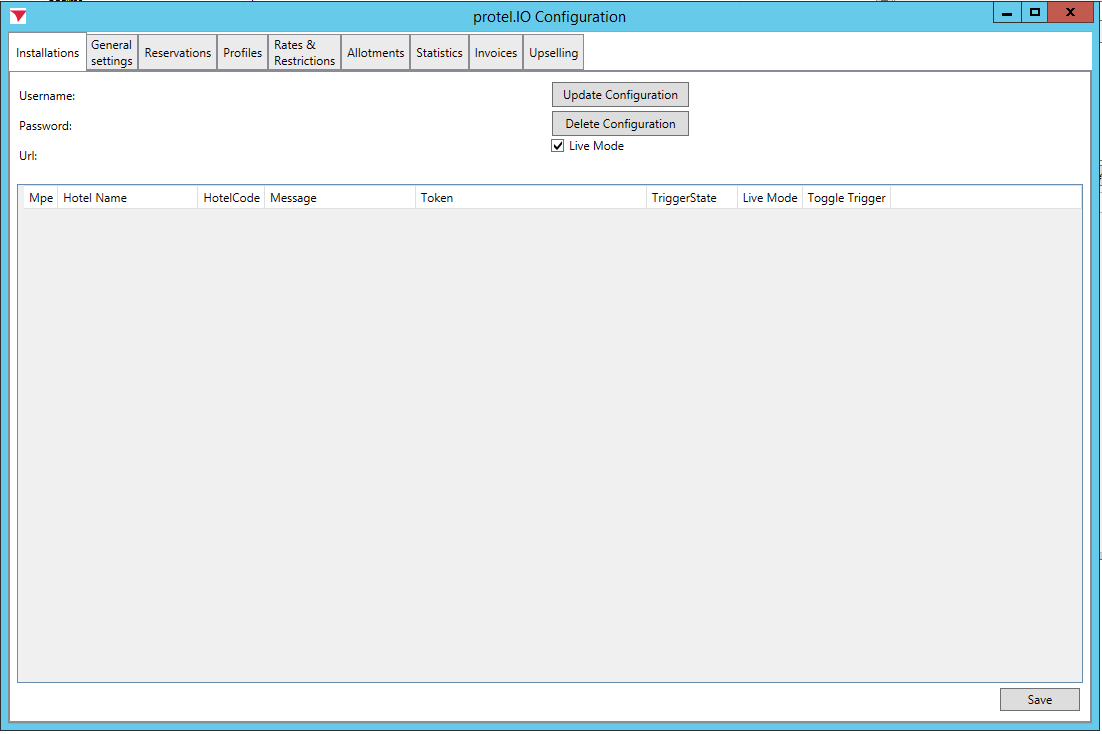 protel.IO Configuration
Installations
General
settings
Reservations
Profiles
Rates &
Restrictions
Allotments
Statistics
Invoices
Upselling
Username:
Update Configuration
Password:
Delete Configuration
Live Mode
Url:
Mpe Hotel Name HotelCode Message Token TriggerState Live Mode Toggle Trigger
Save